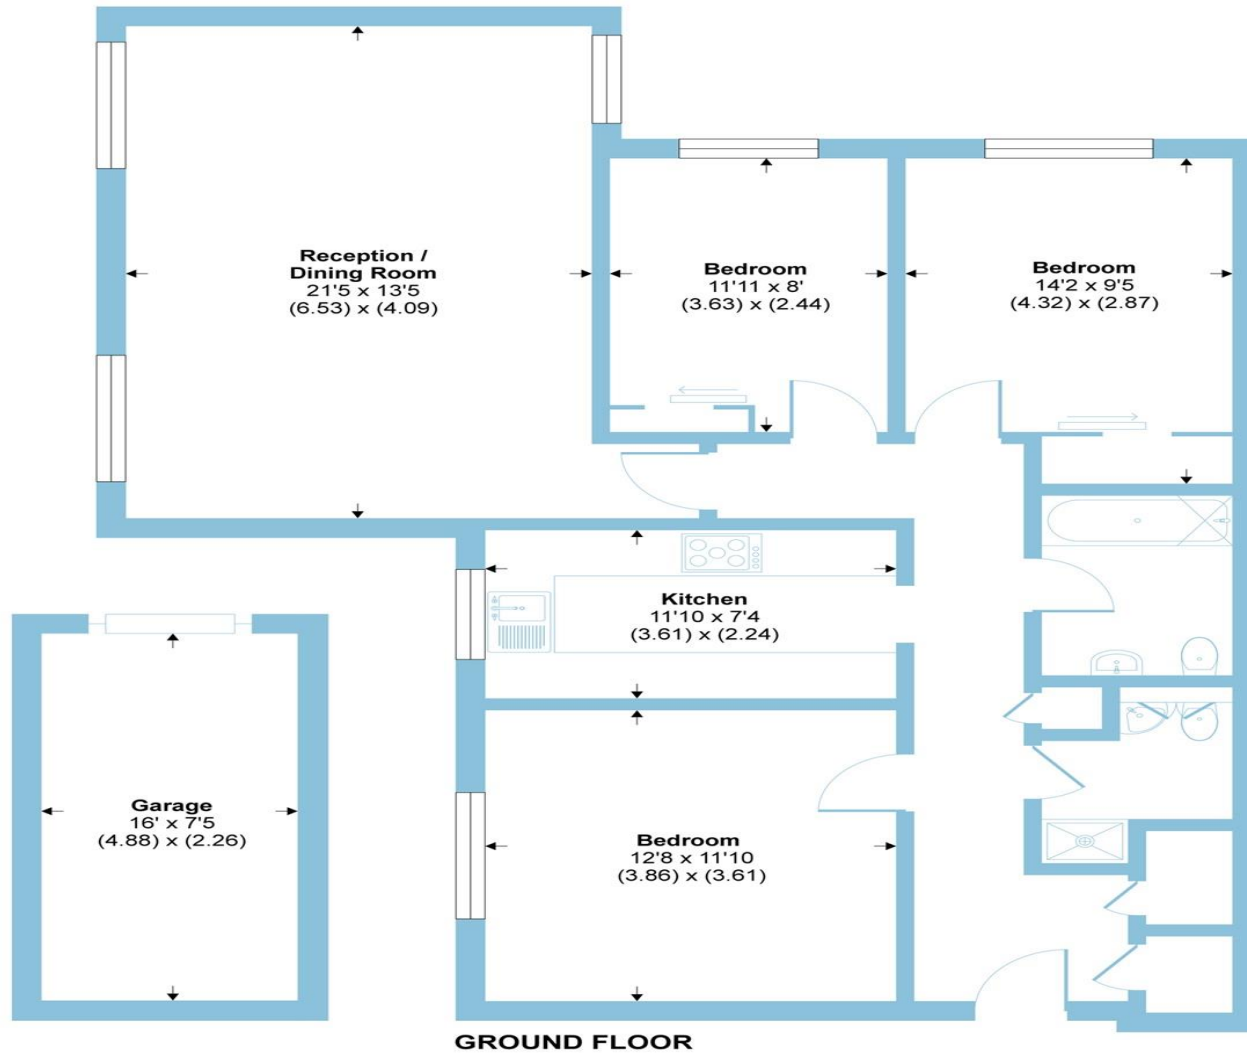 Reception /
Dining Room
21'5 x 13'5
(6.53) x (4.09)
Bedroom
11'11 x 8'
(3.63) x (2.44)
Bedroom
14'2 x 9'5
(4.32) x (2.87)
Kitchen
11'10 x 7'4
(3.61) x (2.24)
Garage
16' x 7'5
(4.88) x (2.26)
Bedroom
12'8 x 11'10
(3.86) x (3.61)
GROUND FLOOR